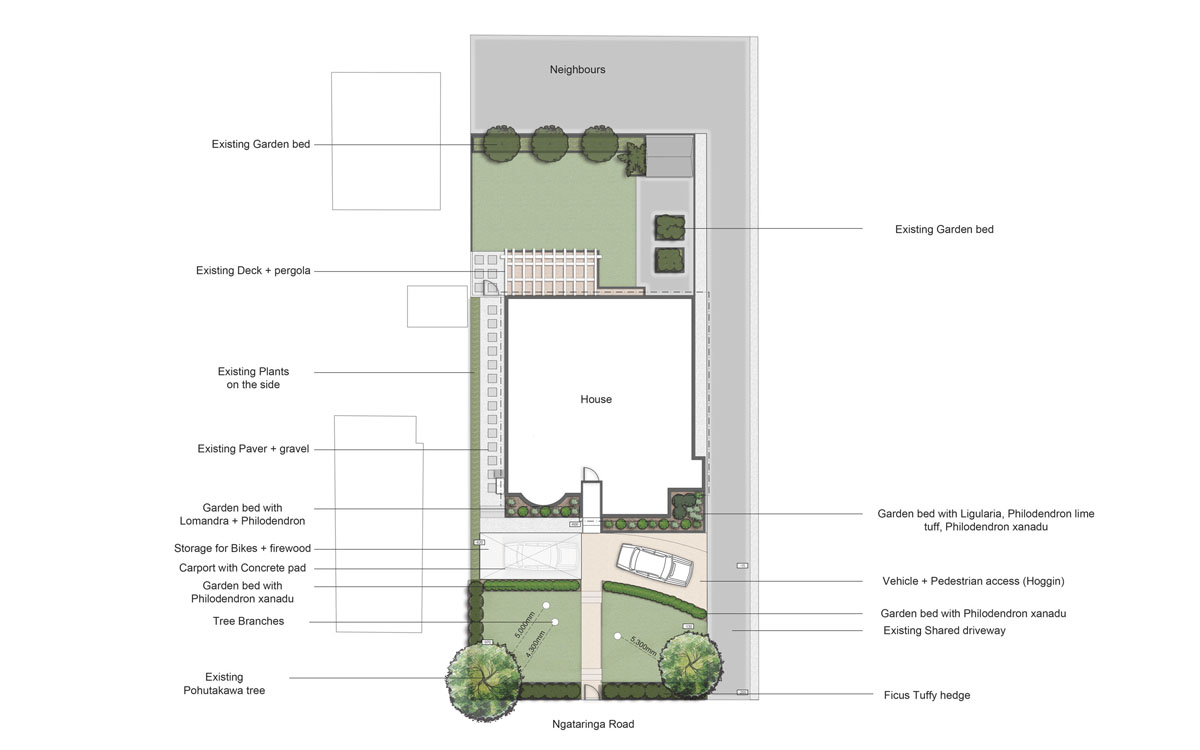 Neighbours
Existing Garden bed
Existing Garden bed
Existing Deck + pergola
Existing Plants
on the side
House
Existing Paver + gravel
Garden bed with
Lomandra + Philodendron
Garden bed with Ligularia, Philodendron lime
tuff, Philodendron xanadu
Storage for Bikes + firewood
Carport with Concrete pad
Vehicle + Pedestrian access (Hoggin)
Garden bed with
Philodendron xanadu
Garden bed with Philodendron xanadu
Tree Branches
5,000mm
4,300mm
5,300mm
Existing Shared driveway
Existing
Pohutakawa tree
Ficus Tuffy hedge
Ngataringa Road